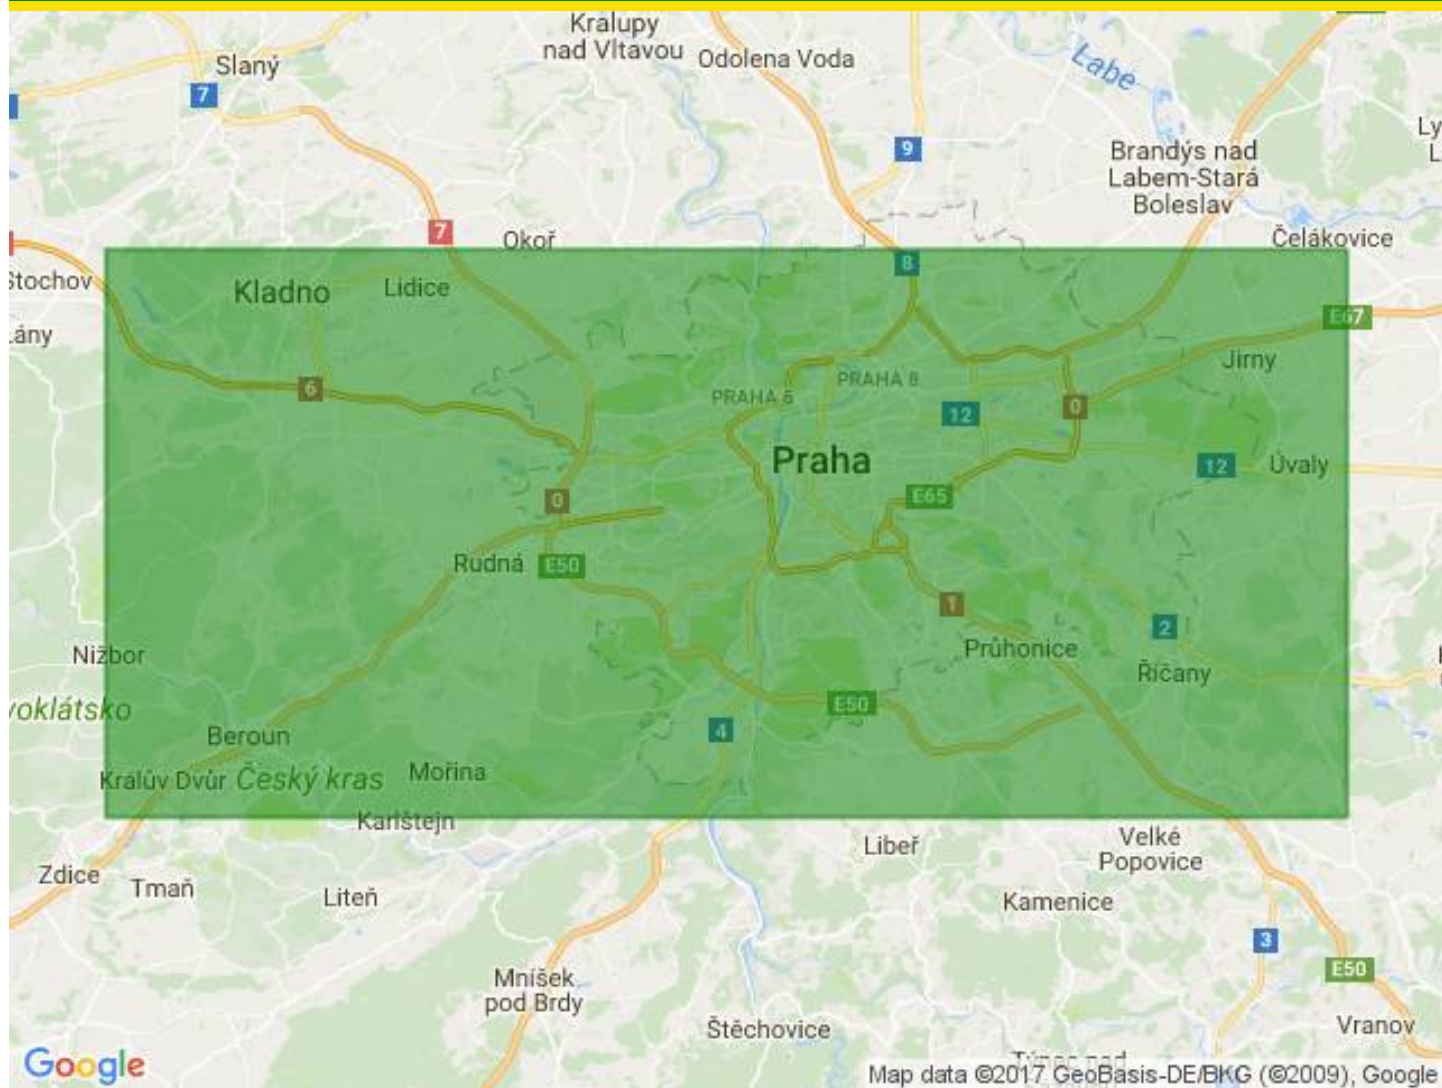 Kralupy
nad Vltavou
Odolena Voda
Slaný
Labe
7
9
Brandýs nad
Labem-Stará
Boleslav
7
Okoř
Čelákovice
8
Stochov
Kladno
Lidice
E67
Jirny
6
PRAHA 8
PRAHA 6
12
0
Praha
12
Úvaly
0
E65
Rudná
E50
1
2
Nižbor
Průhonice
Říčany
E50
4
Beroun
Králův Dvůr
Český kras
Mořina
Karlštejn
Libeř
Velké
Popovice
Zdice
Tmaň
Liteň
Kamenice
3
E50
Mníšek
pod Brdy
Štěchovice
Vranov
Google
Map data ©2017 GeoBasis-DE/BKG (©2009), Google